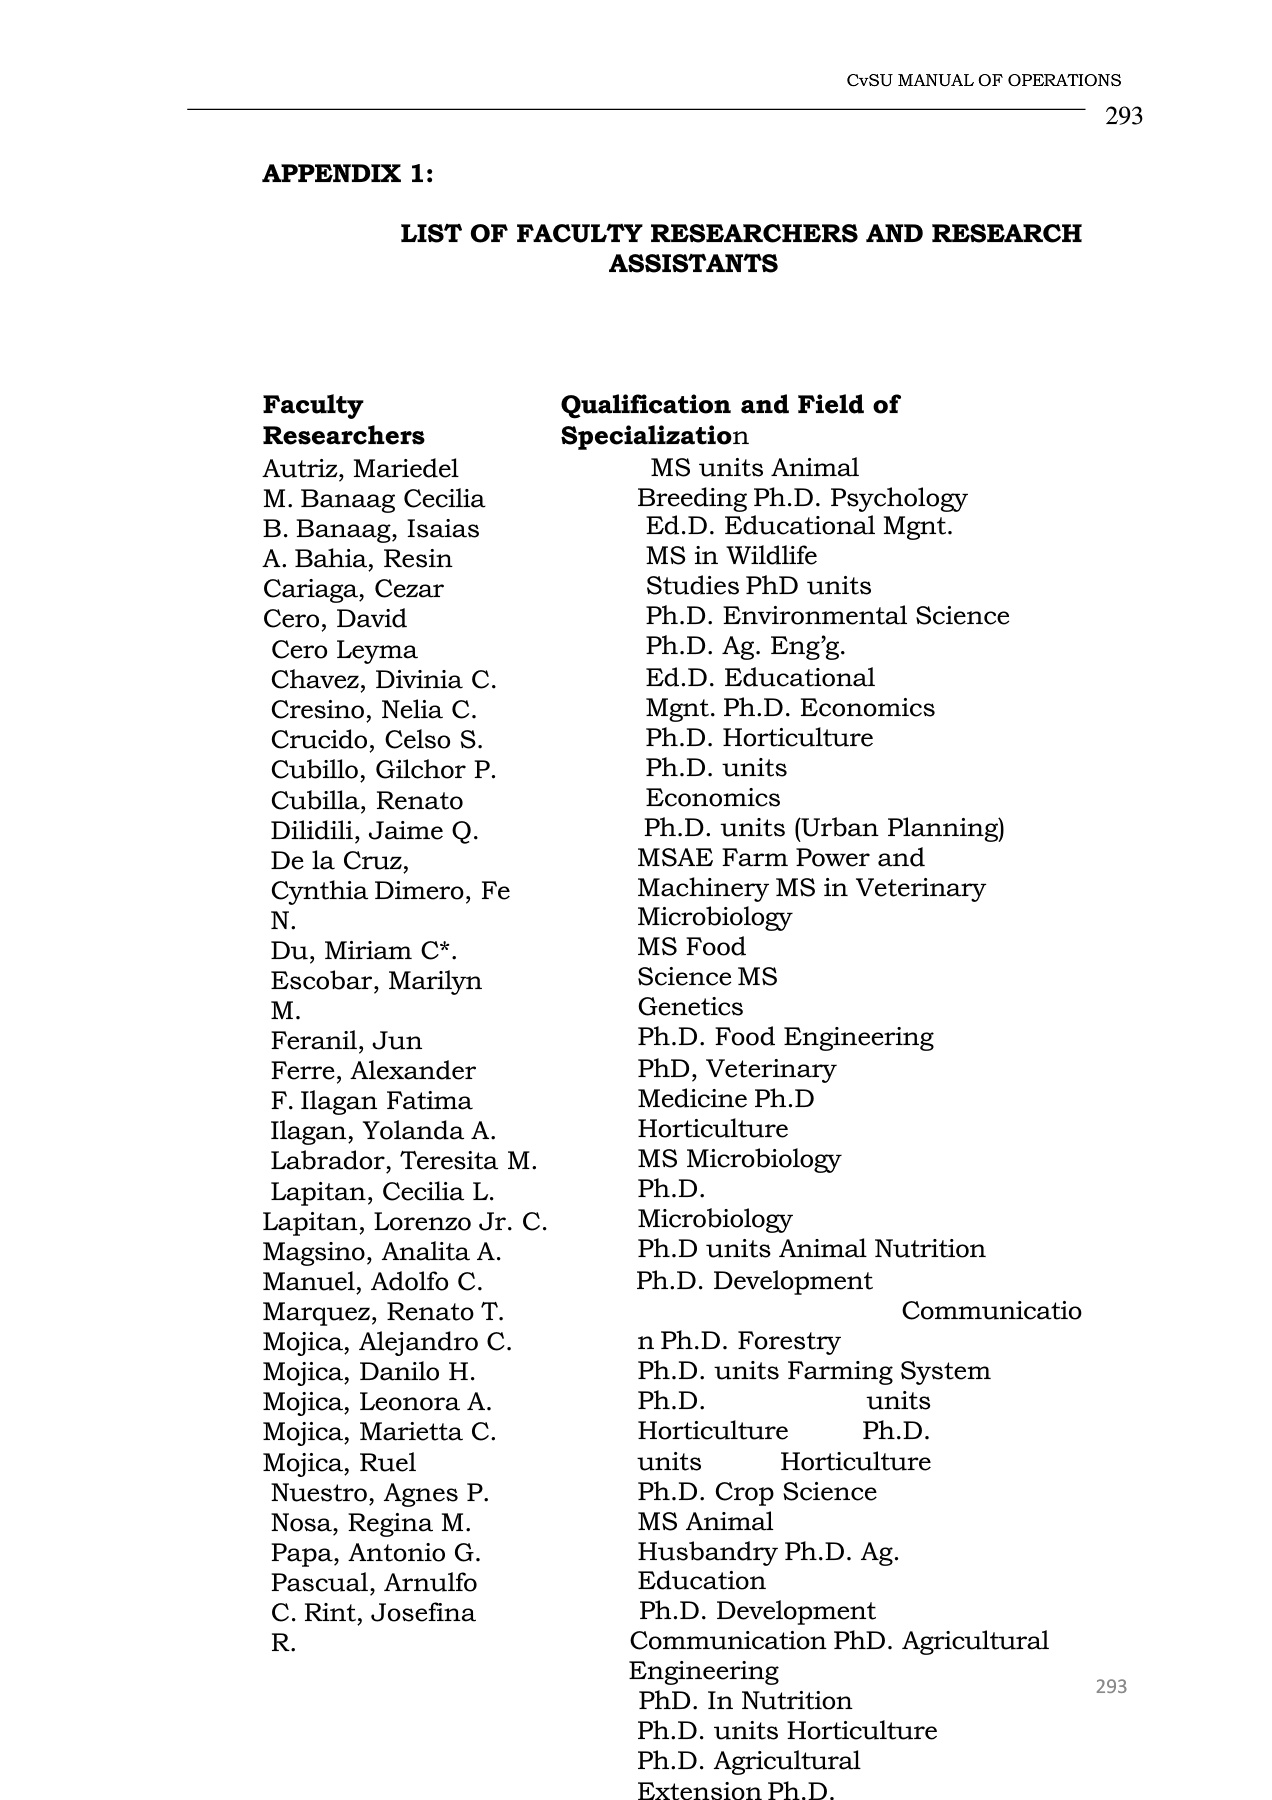 CvSU MANUAL OF OPERATIONS
293
APPENDIX 1:
LIST OF FACULTY RESEARCHERS AND RESEARCH
ASSISTANTS
Faculty
Researchers
Autriz, Mariedel
M. Banaag Cecilia
B. Banaag, Isaias
A. Bahia, Resin
Cariaga, Cezar
Cero, David
Cero Leyma
Chavez, Divinia C.
Cresino, Nelia C.
Crucido, Celso S.
Cubillo, Gilchor P.
Cubilla, Renato
Dilidili, Jaime Q.
De la Cruz,
Cynthia Dimero, Fe
N.
Du, Miriam C*.
Escobar, Marilyn
M.
Feranil, Jun
Ferre, Alexander
F. Ilagan Fatima
Ilagan, Yolanda A.
Labrador, Teresita M.
Lapitan, Cecilia L.
Lapitan, Lorenzo Jr. C.
Magsino, Analita A.
Manuel, Adolfo C.
Marquez, Renato T.
Mojica, Alejandro C.
Mojica, Danilo H.
Mojica, Leonora A.
Mojica, Marietta C.
Mojica, Ruel
Nuestro, Agnes P.
Nosa, Regina M.
Papa, Antonio G.
Pascual, Arnulfo
C. Rint, Josefina
R.
Qualification and Field of
Specialization
MS units Animal
Breeding Ph.D. Psychology
Ed.D. Educational Mgnt.
MS in Wildlife
Studies PhD units
Ph.D. Environmental Science
Ph.D. Ag. Eng’g.
Ed.D. Educational
Mgnt. Ph.D. Economics
Ph.D. Horticulture
Ph.D. units
Economics
Ph.D. units (Urban Planning)
MSAE Farm Power and
Machinery MS in Veterinary
Microbiology
MS Food
Science MS
Genetics
Ph.D. Food Engineering
PhD, Veterinary
Medicine Ph.D
Horticulture
MS Microbiology
Ph.D.
Microbiology
Ph.D units Animal Nutrition
Ph.D. Development
Communicatio
n Ph.D. Forestry
Ph.D. units Farming System
Ph.D. units
Horticulture Ph.D.
units Horticulture
Ph.D. Crop Science
MS Animal
Husbandry Ph.D. Ag.
Education
Ph.D. Development
Communication PhD. Agricultural
Engineering
PhD. In Nutrition
Ph.D. units Horticulture
Ph.D. Agricultural
Extension Ph.D.
293